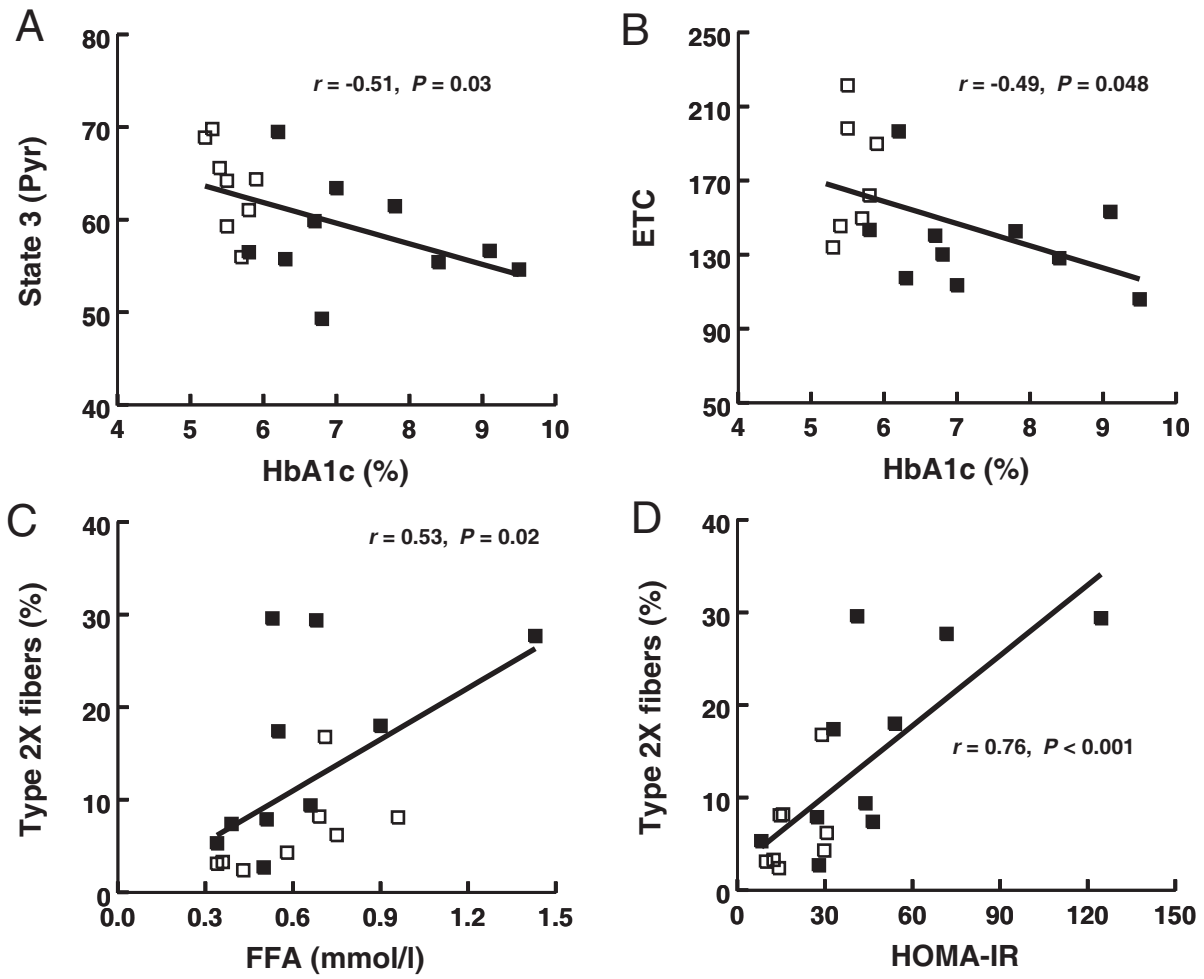 A
r = -0.51, P = 0.03
State 3 (Pyr)
80
70
60
50
40
4 5 6 7 8 9 10
HbA1c (%)
B
r = -0.49, P = 0.048
ETC
250
210
170
130
90
50
4 5 6 7 8 9 10
HbA1c (%)
C
r = 0.53, P = 0.02
Type 2X fibers (%)
40
30
20
10
0
0.0 0.3 0.6 0.9 1.2 1.5
FFA (mmol/l)
D
r = 0.76, P < 0.001
Type 2X fibers (%)
40
30
20
10
0
0 30 60 90 120 150
HOMA-IR